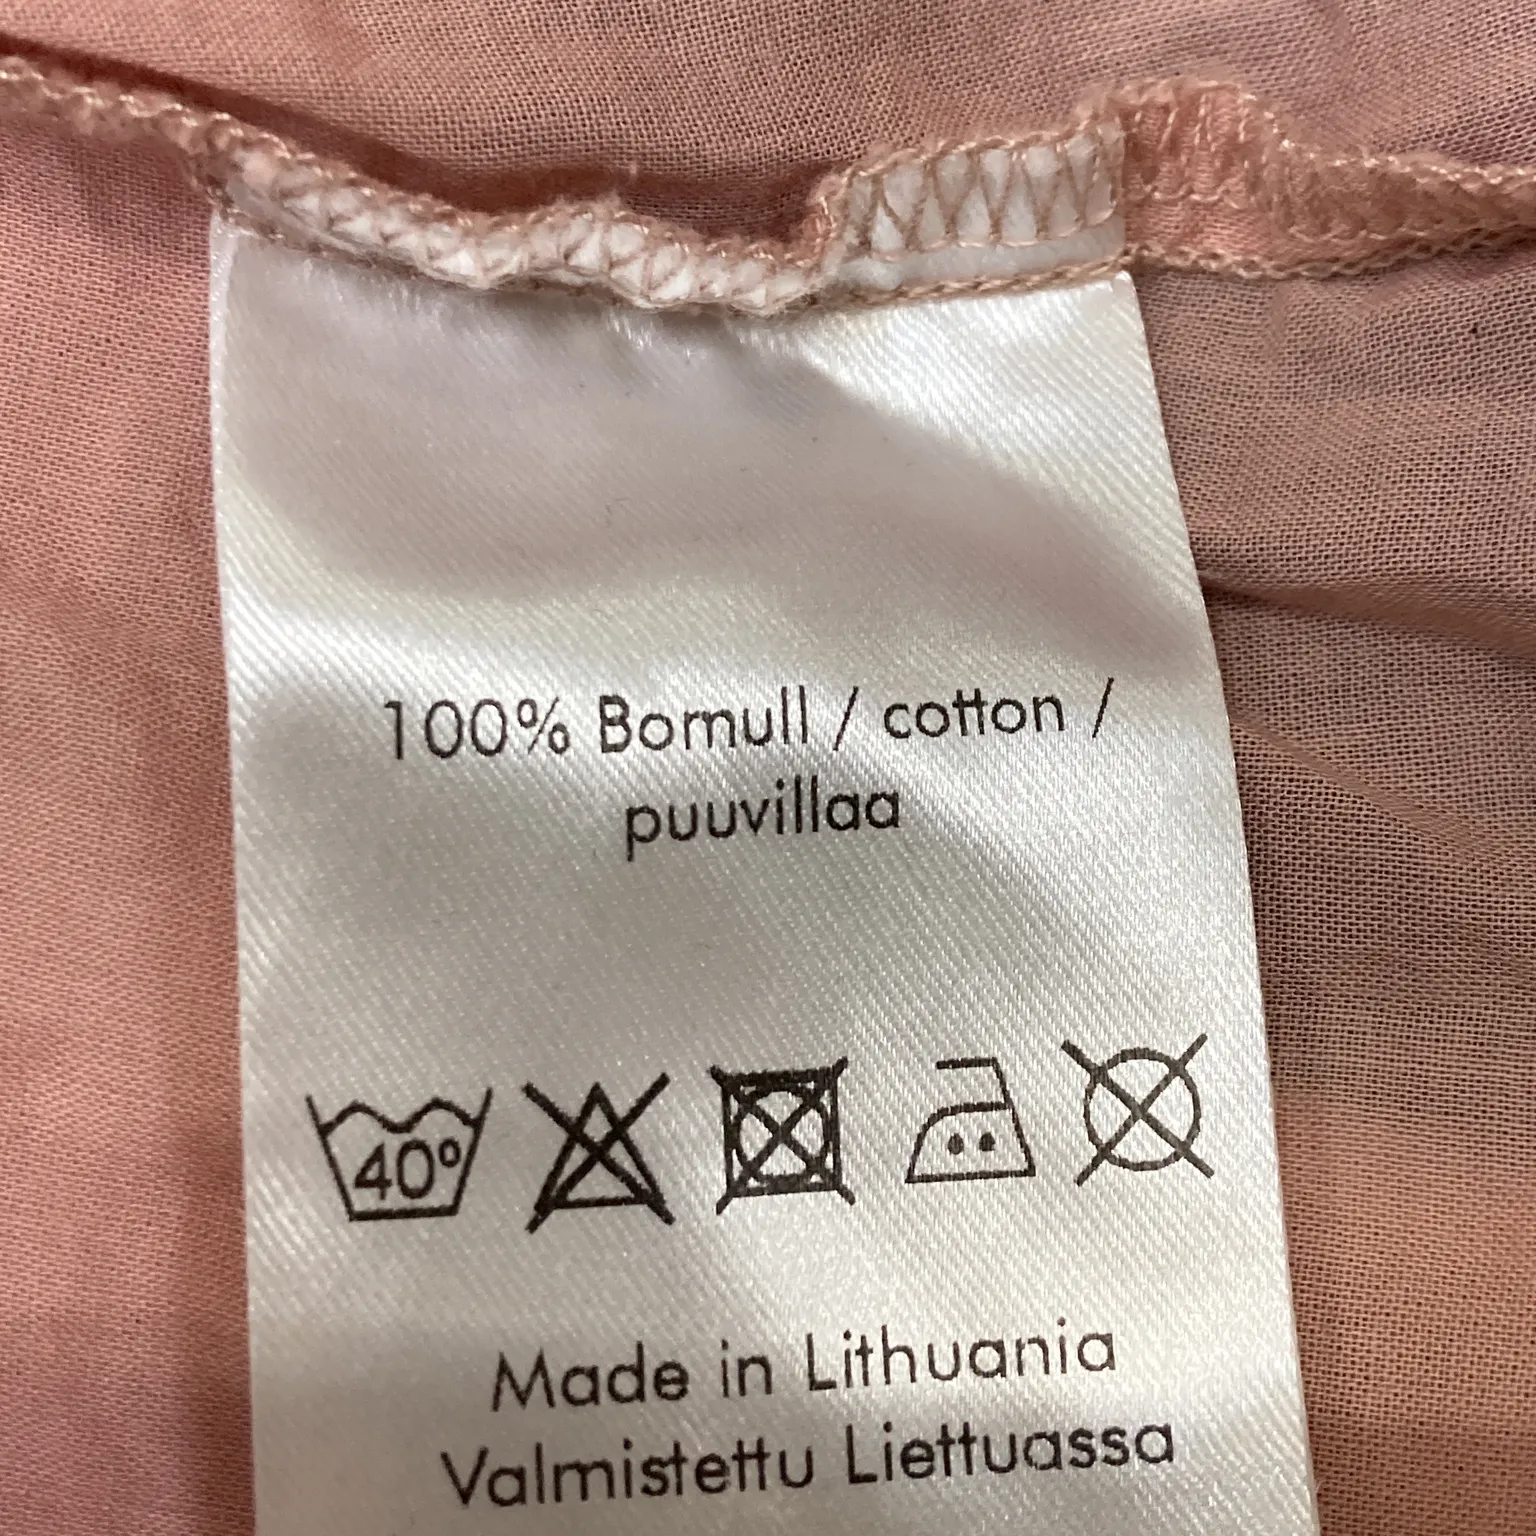 100% Bomull / cotton /
puuvillaa
40°
Made in Lithuania
Valmistettu Liettuassa